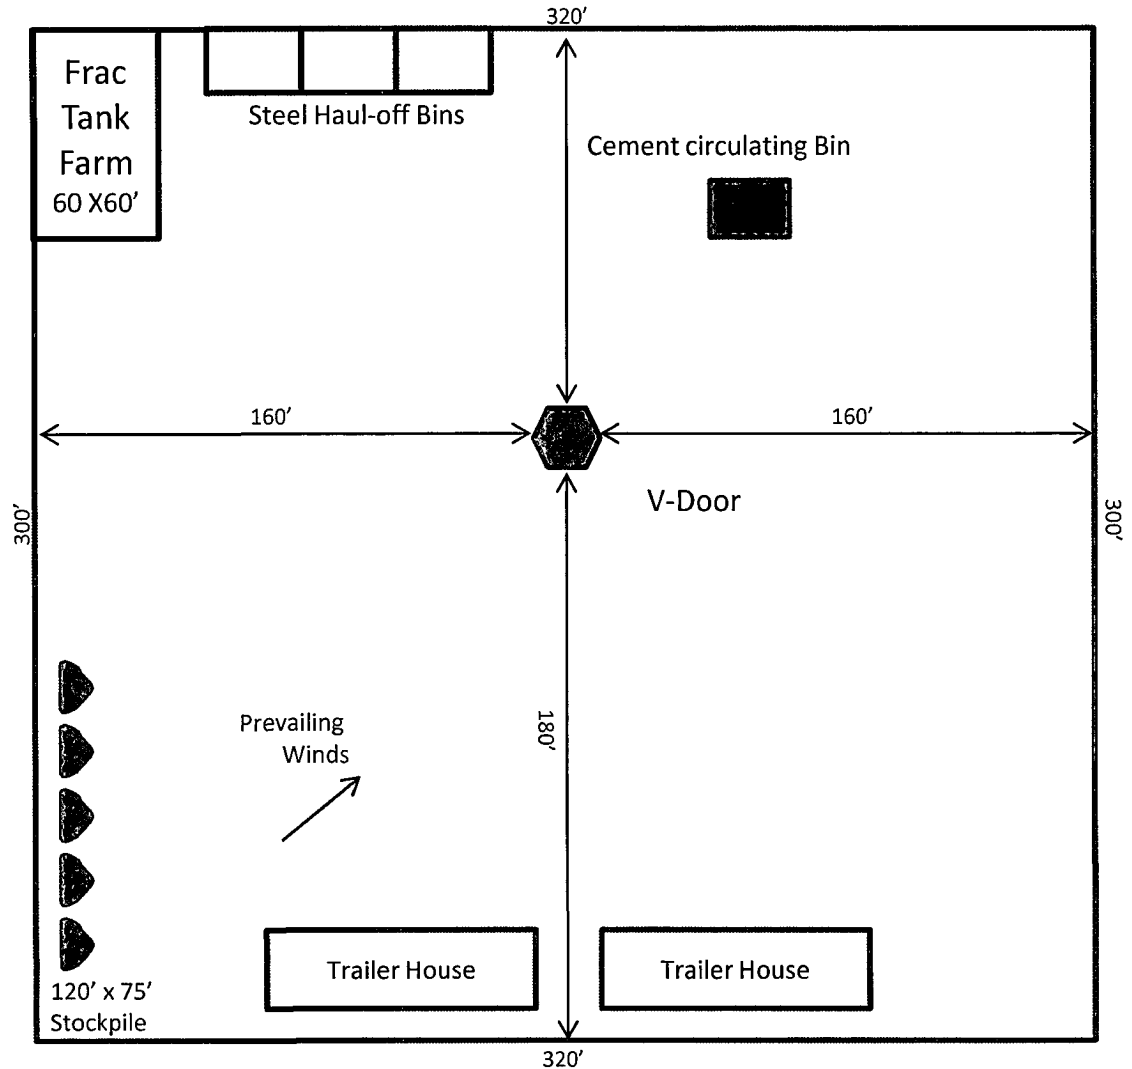 320’
Frac
Tank
Farm
60 X60’
Steel Haul-off Bins
Cement circulating Bin
160’
160’
V-Door
300’
300’
Prevailing
Winds
180’
Trailer House
Trailer House
120’ x 75’
Stockpile
320’